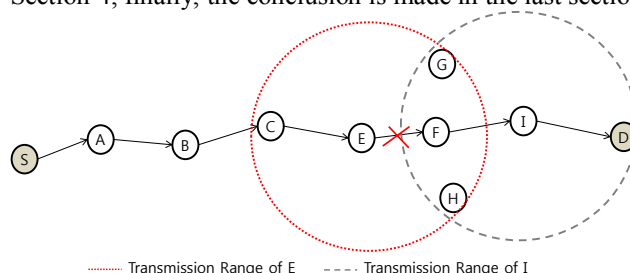 Section 4, finally, the conclusion is made in the last section
G
C
A
B
E
F
I
S
D
H
Transmission Range of E
Transmission Range of I